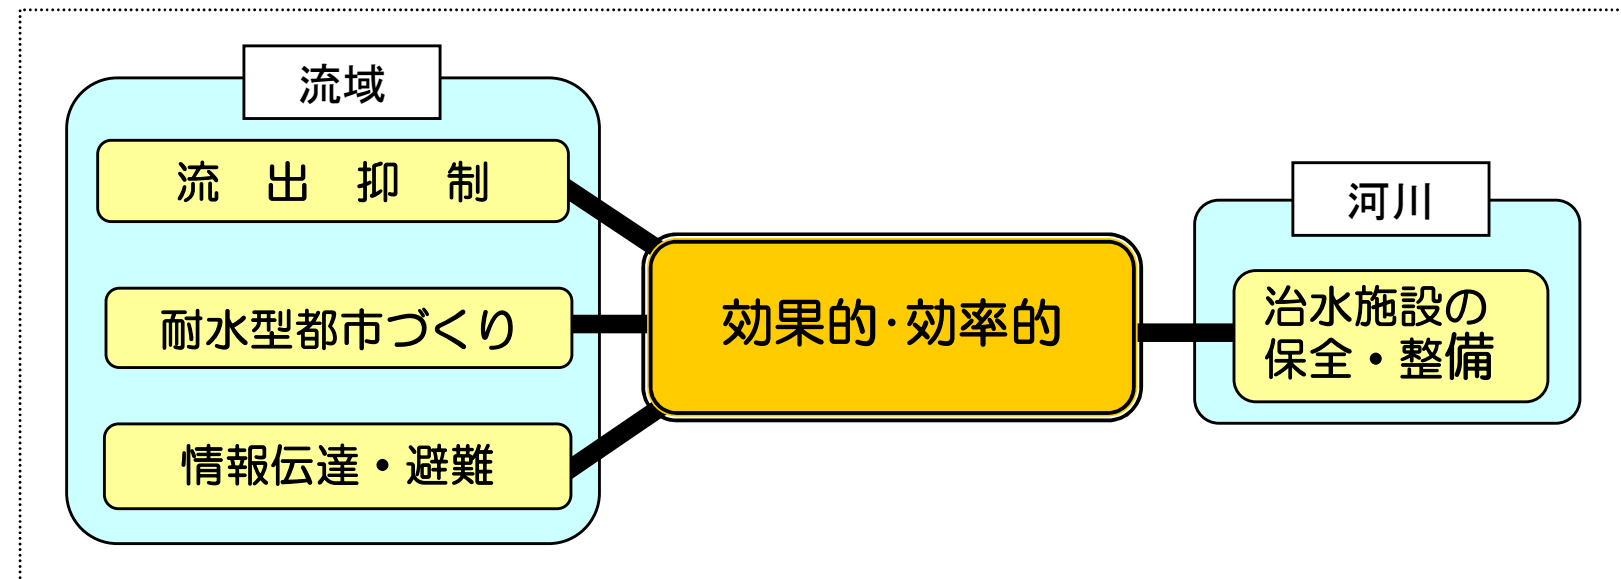 流域
流出抑制
耐水型都市づくり
情報伝達・避難
効果的・効率的
河川
治水施設の
保全・整備